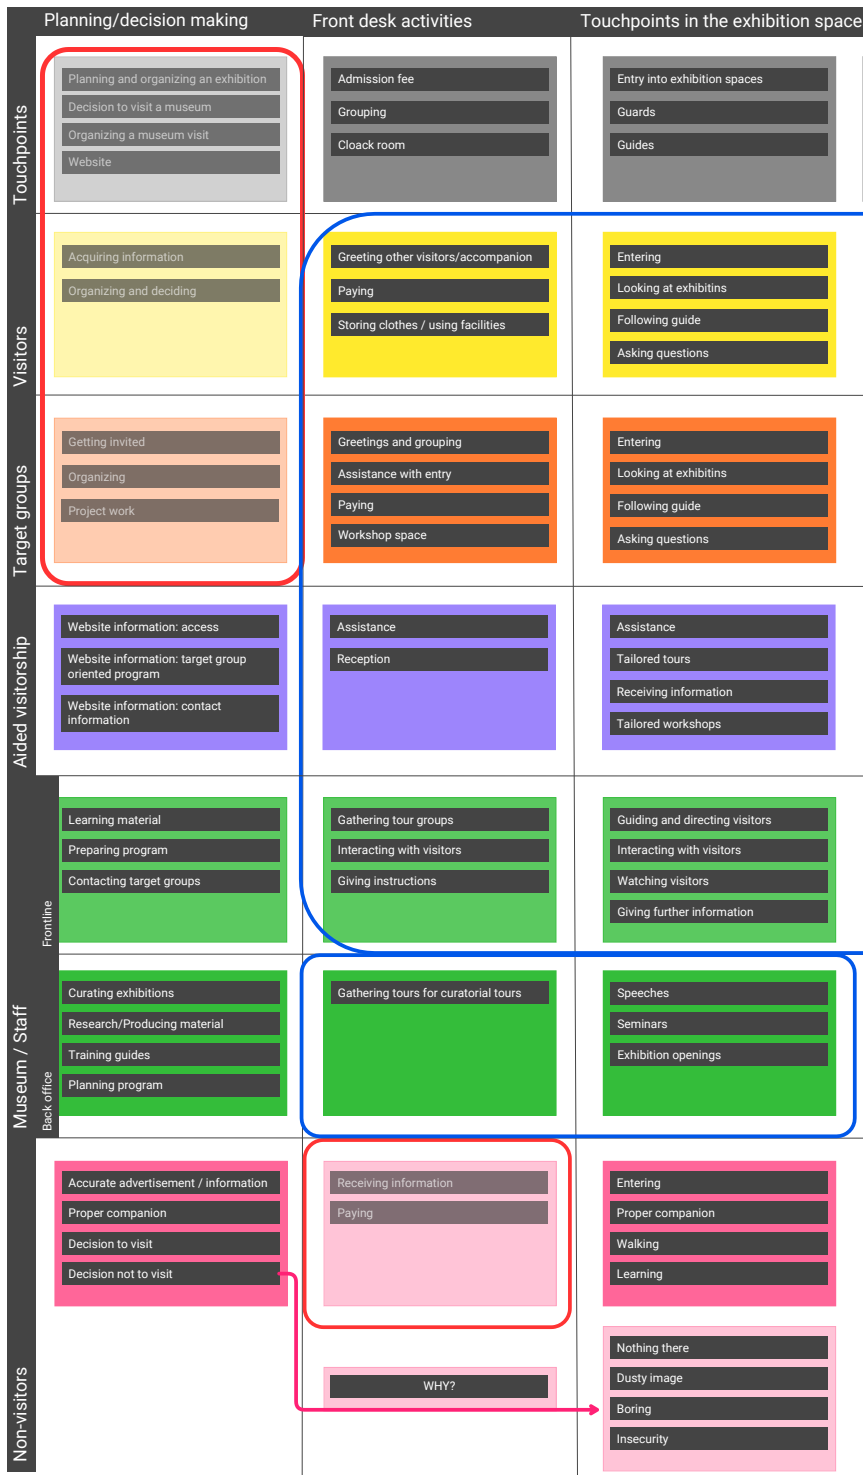 Planning/decision making
Front desk activities
Touchpoints in the exhibition space
Touchpoints
Planning and organizing an exhibition
Decision to visit a museum
Organizing a museum visit
Website
Admission fee
Grouping
Cloack room
Entry into exhibition spaces
Guards
Guides
Visitors
Acquiring information
Organizing and deciding
Greeting other visitors/accompanion
Paying
Storing clothes / using facilities
Entering
Looking at exhibitins
Following guide
Asking questions
Target groups
Getting invited
Organizing
Project work
Greetings and grouping
Assistance with entry
Paying
Workshop space
Entering
Looking at exhibitins
Following guide
Asking questions
Aided visitorship
Website information: access
Website information: target group
oriented program
Website information: contact
information
Assistance
Reception
Assistance
Tailored tours
Receiving information
Tailored workshops
Museum / Staff
Frontline
Learning material
Preparing program
Contacting target groups
Gathering tour groups
Interacting with visitors
Giving instructions
Guiding and directing visitors
Interacting with visitors
Watching visitors
Giving further information
Back office
Curating exhibitions
Research/Producing material
Training guides
Planning program
Gathering tours for curatorial tours
Speeches
Seminars
Exhibition openings
Non-visitors
Accurate advertisement / information
Proper companion
Decision to visit
Decision not to visit
Receiving information
Paying
Entering
Proper companion
Walking
Learning
WHY?
Nothing there
Dusty image
Boring
Insecurity